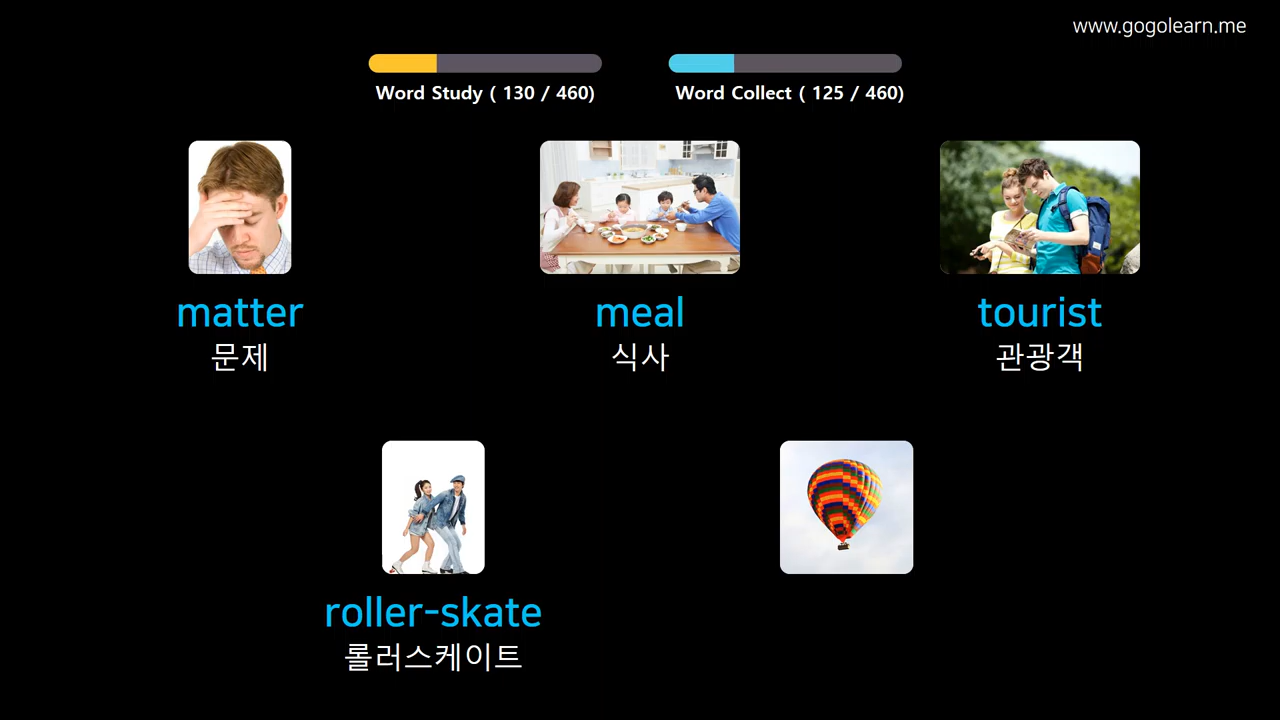 www.gogolearn.me
Word Study ( 130 / 460)
Word Collect ( 125 / 460)
matter
문제
meal
식사
tourist
관광객
roller-skate
롤러스케이트